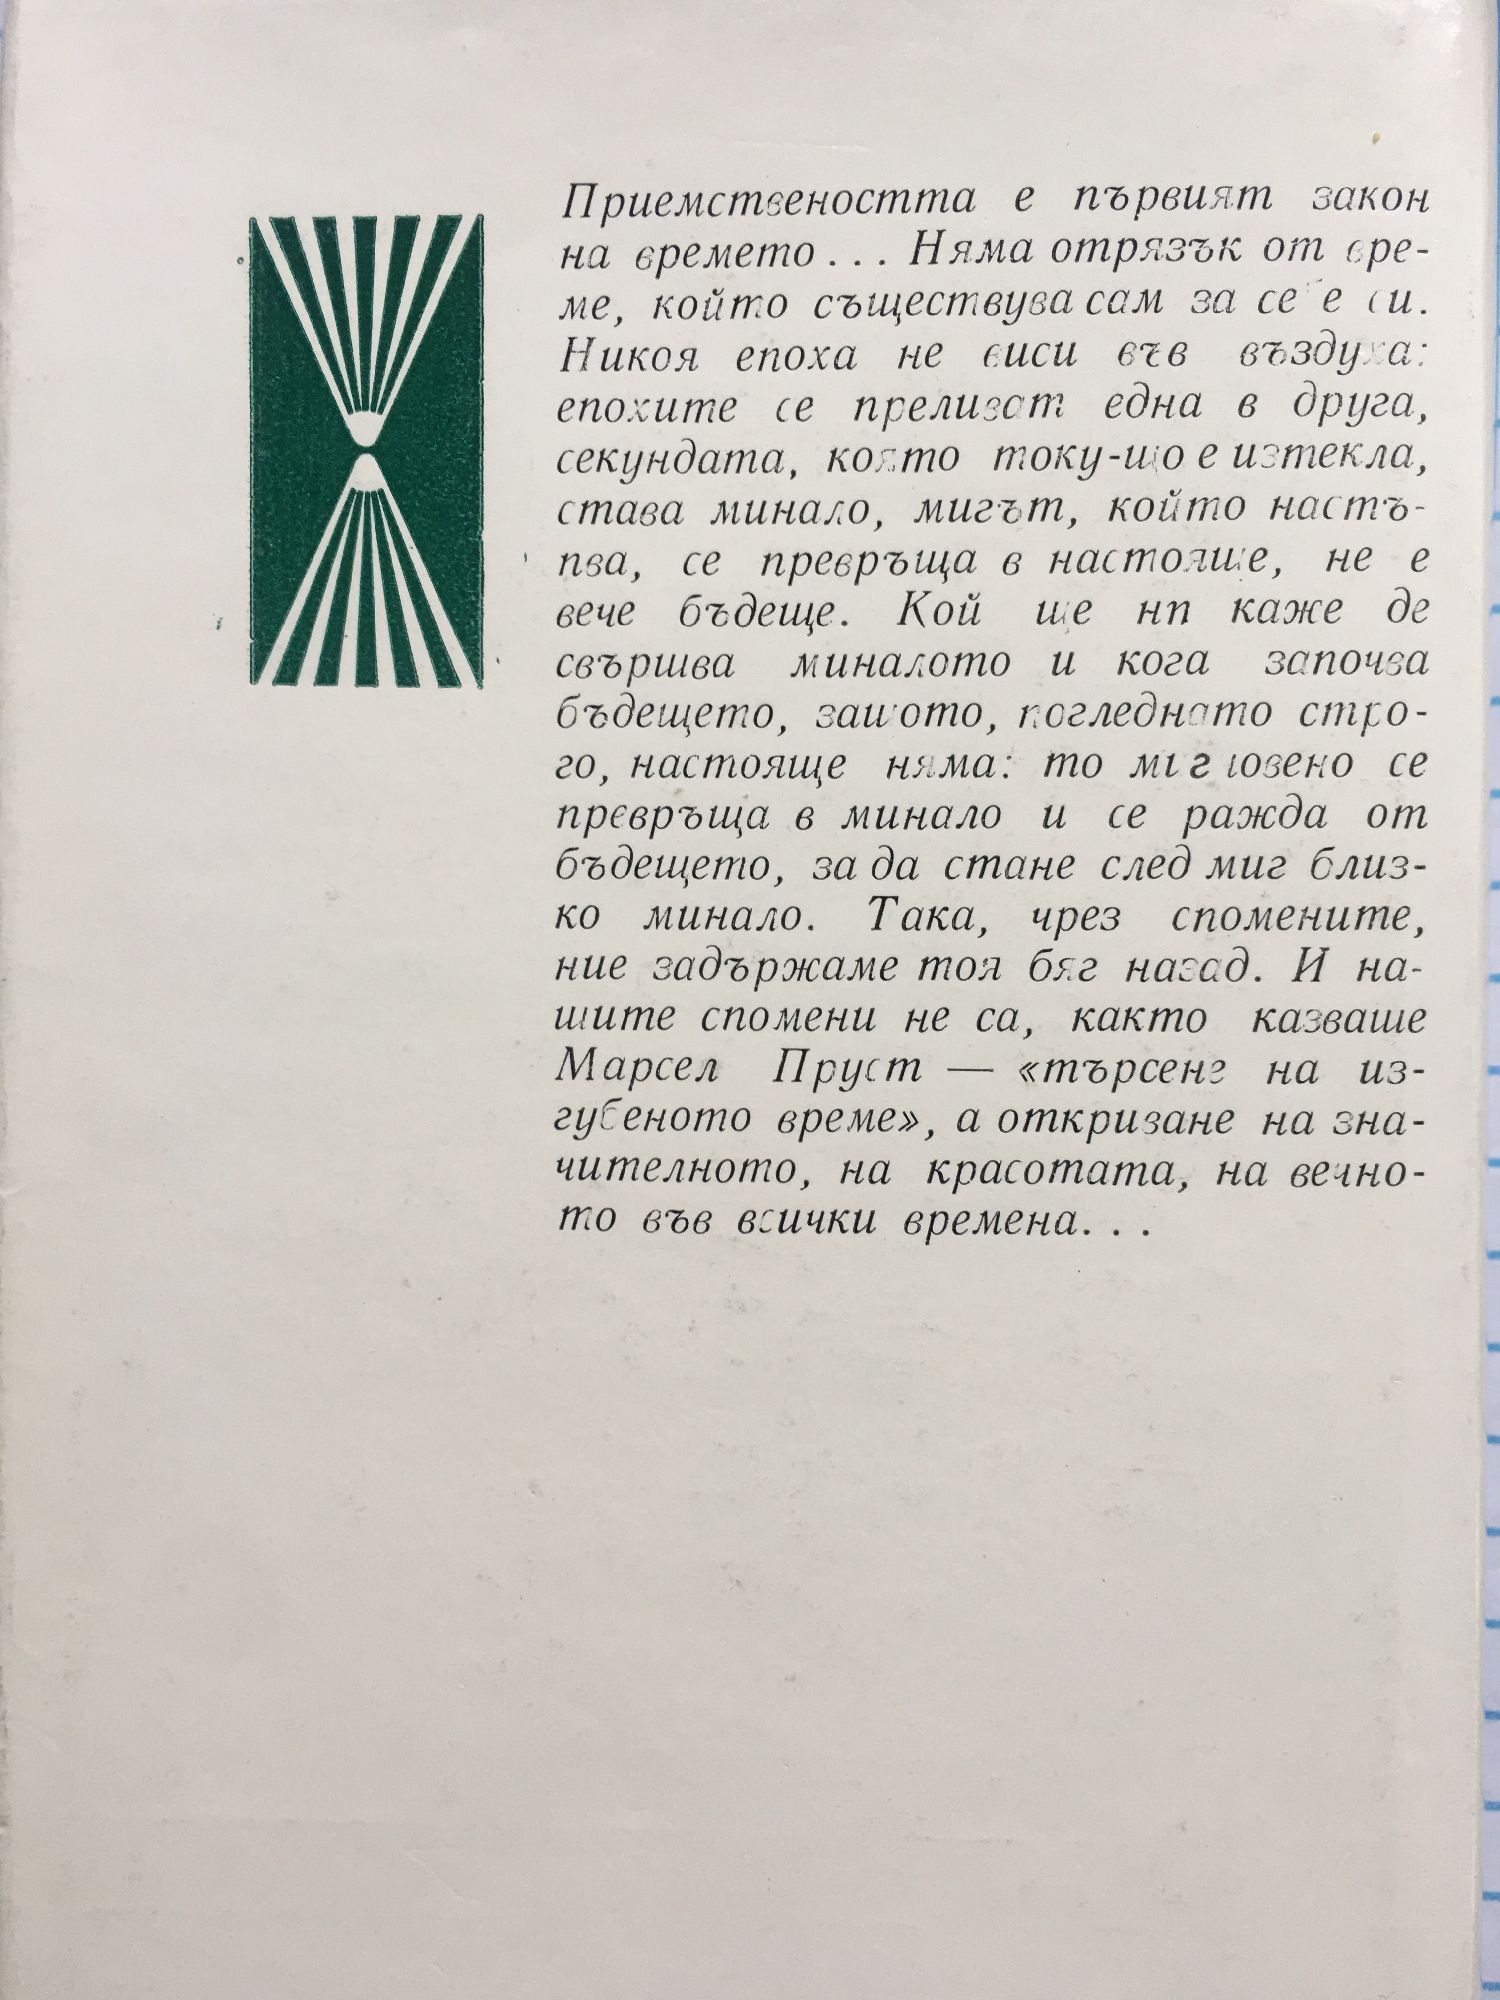 Приемствеността е първият закон
на времето... Няма отрязък от вре-
ме, който съществува сам за себе си.
Никоя епоха не виси във въздуха:
епохите се преливат една в друга,
секундата, която току-що е изтекла,
става минало, мигът, който настъ-
пва, се превръща в настояще, не е
вече бъдеще. Кой ще нп каже де
свършва миналото и кога започва
бъдещето, защото, погледнато стро-
го, настояще няма: то мигновено се
превръща в минало и се ражда от
бъдещето, за да стане след миг близ-
ко минало. Така, чрез спомените,
ние задържаме тоя бяг назад. И на-
шите спомени не са, както казваше
Марсел Пруст — «търсене на из-
губеното време», а откриване на зна-
чителното, на красотата, на вечно-
то във всички времена...